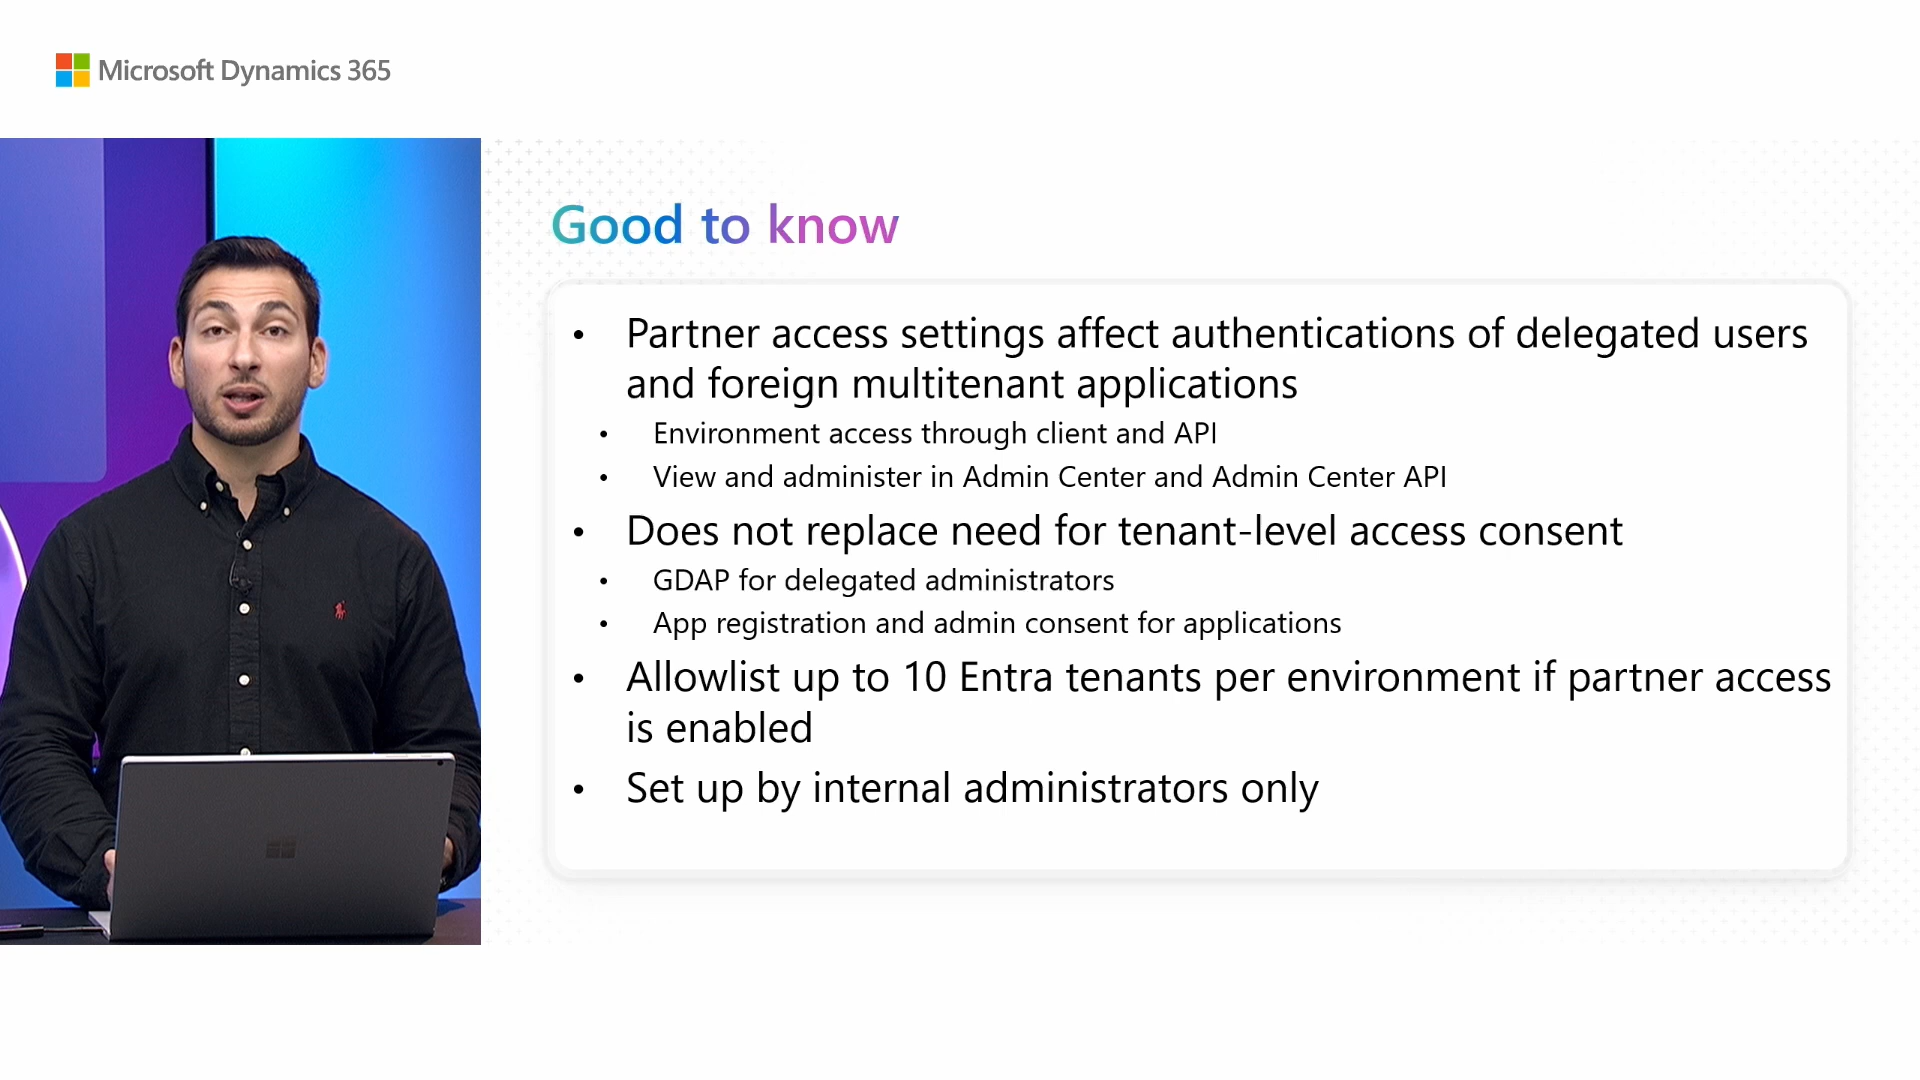 Microsoft Dynamics 365
Good to know
• Partner access settings affect authentications of delegated users
and foreign multitenant applications
• Environment access through client and API
• View and administer in Admin Center and Admin Center API
• Does not replace need for tenant-level access consent
• GDAP for delegated administrators
• App registration and admin consent for applications
• Allowlist up to 10 Entra tenants per environment if partner access
is enabled
• Set up by internal administrators only